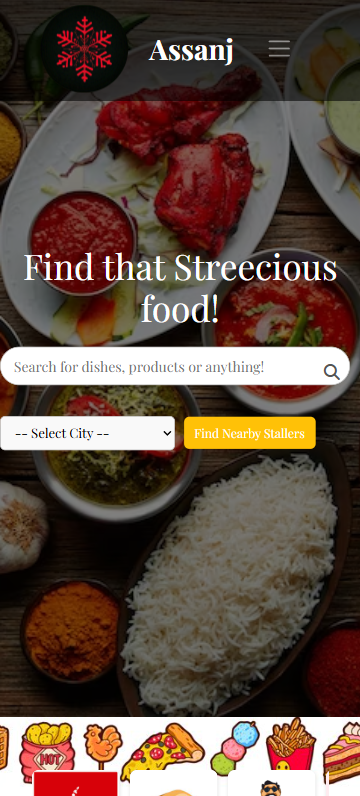 Assanj
Find that Streecious
food!
Search for dishes, products or anything!
-- Select City --
Find Nearby Stallers
HOT